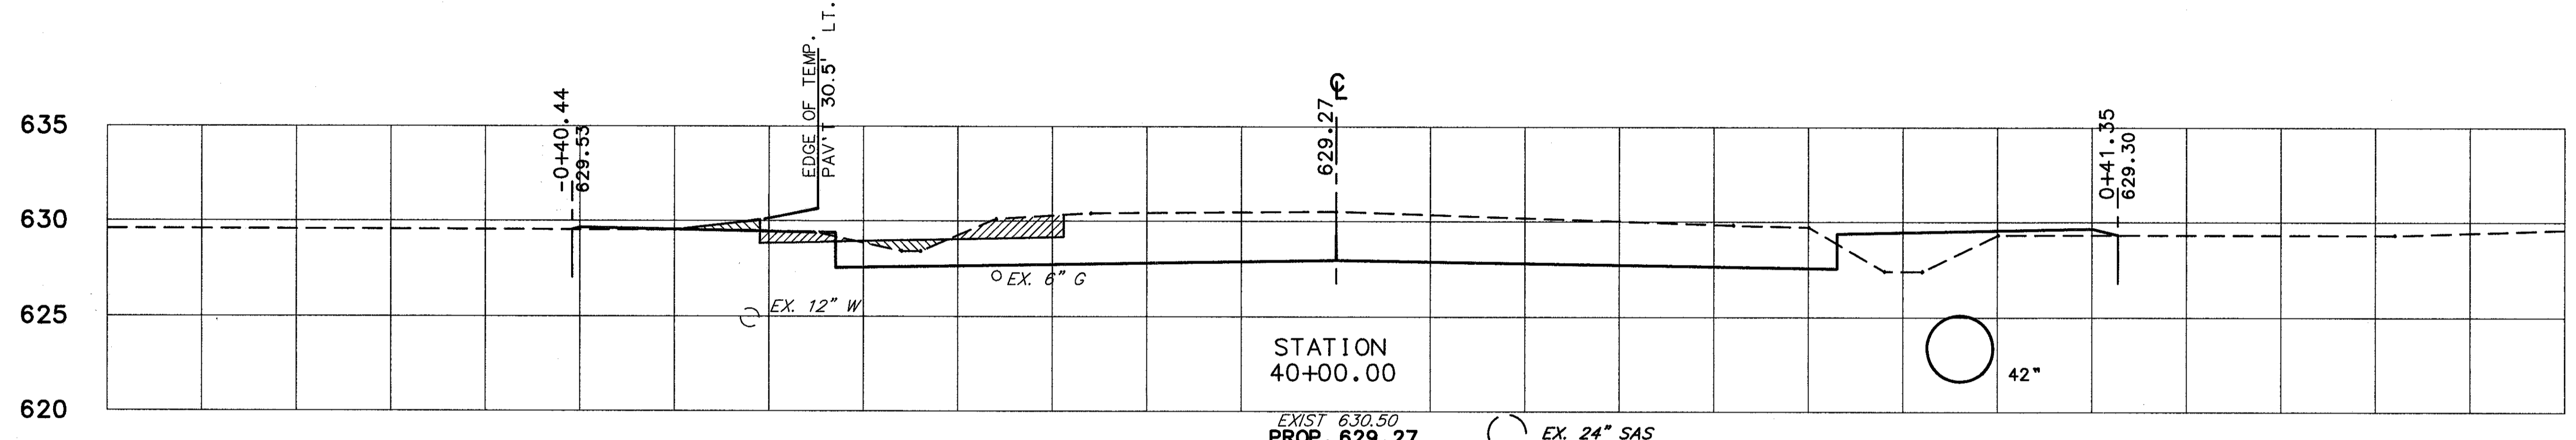 EDGE OF TEMP.
PAV'T 30.5' LT.
-0+40.44
629.53
629.27
℄
0+41.35
629.30
635
630
625
620
EX. 6" G
EX. 12" W
STATION
40+00.00
42"
EXIST 630.50
PROP 629.27
EX. 24" SAS